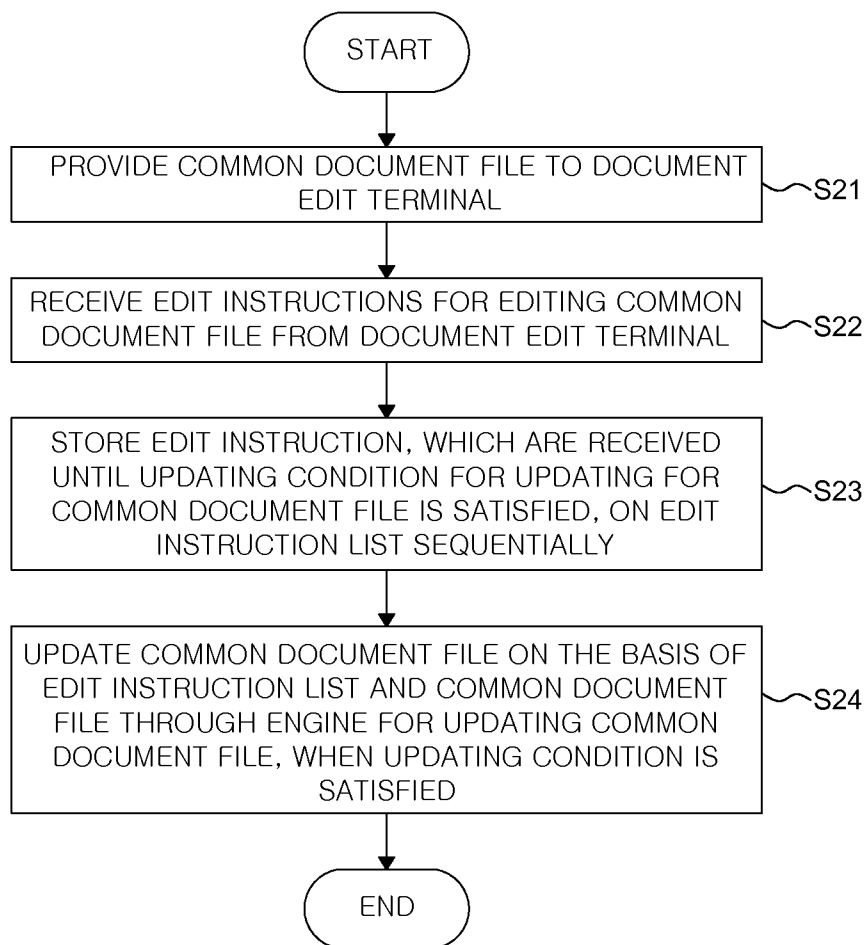 START
PROVIDE COMMON DOCUMENT FILE TO DOCUMENT
EDIT TERMINAL
S21
RECEIVE EDIT INSTRUCTIONS FOR EDITING COMMON
DOCUMENT FILE FROM DOCUMENT EDIT TERMINAL
S22
STORE EDIT INSTRUCTION, WHICH ARE RECEIVED
UNTIL UPDATING CONDITION FOR UPDATING FOR
COMMON DOCUMENT FILE IS SATISFIED, ON EDIT
INSTRUCTION LIST SEQUENTIALLY
S23
UPDATE COMMON DOCUMENT FILE ON THE BASIS OF
EDIT INSTRUCTION LIST AND COMMON DOCUMENT
FILE THROUGH ENGINE FOR UPDATING COMMON
DOCUMENT FILE, WHEN UPDATING CONDITION IS
SATISFIED
S24
END